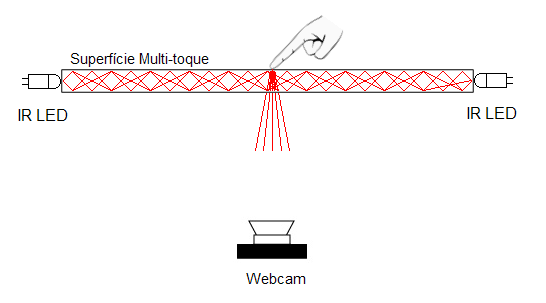 Superfície Multi-toque
IR LED
IR LED
Webcam